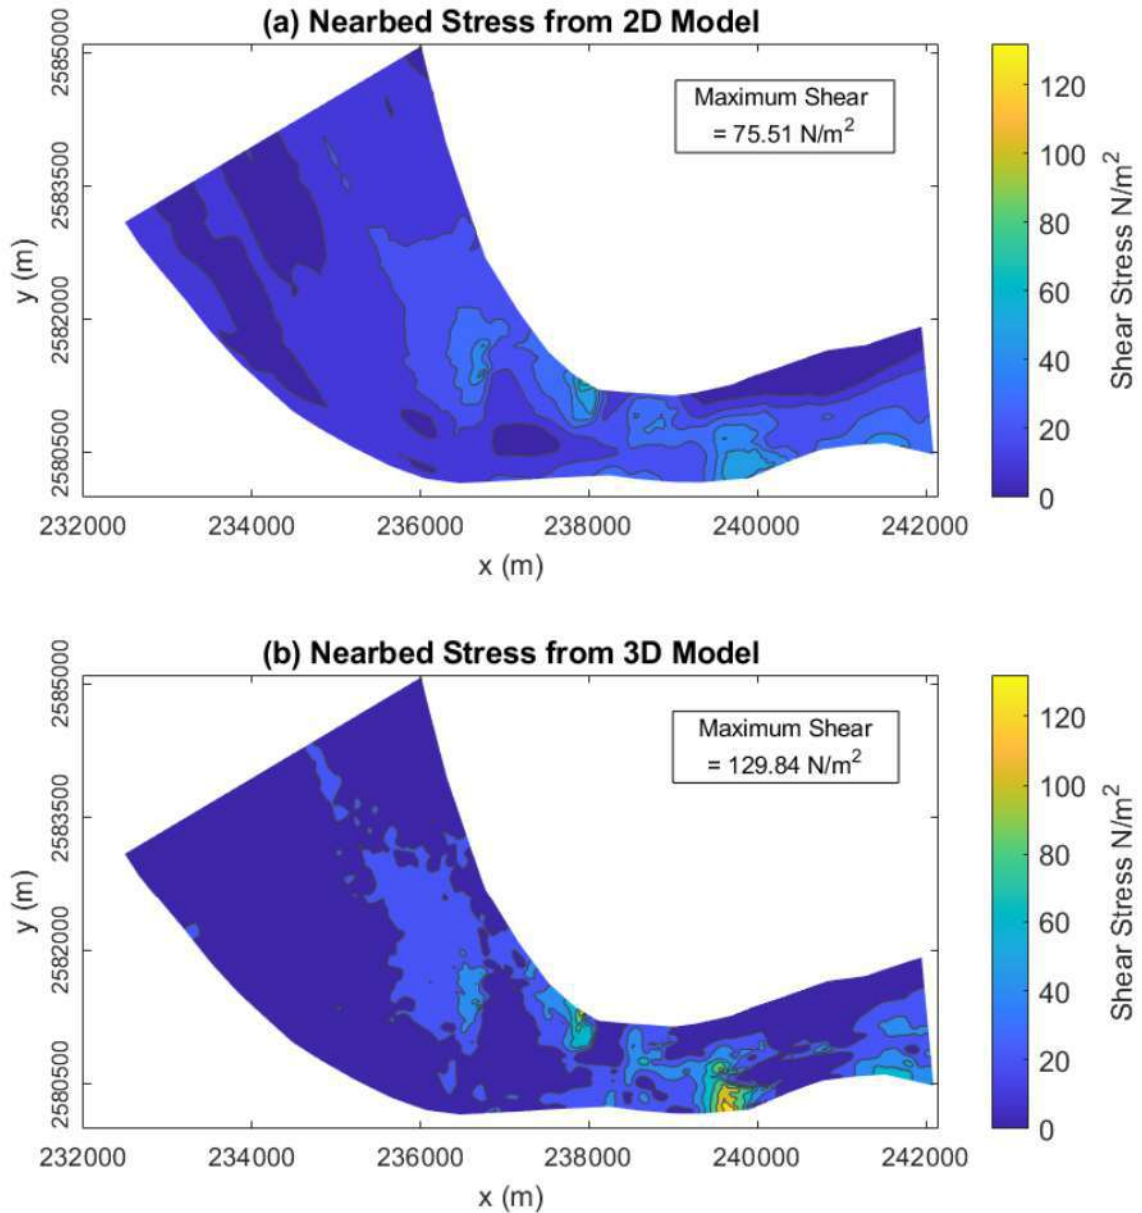 (a) Nearbed Stress from 2D Model
2585000
2583500
2582000
2580500
y (m)
Maximum Shear
= 75.51 N/m²
232000 234000 236000 238000 240000 242000
x (m)
120
100
80
60
40
20
0
Shear Stress N/m²
(b) Nearbed Stress from 3D Model
2585000
2583500
2582000
2580500
y (m)
Maximum Shear
= 129.84 N/m²
232000 234000 236000 238000 240000 242000
x (m)
120
100
80
60
40
20
0
Shear Stress N/m²